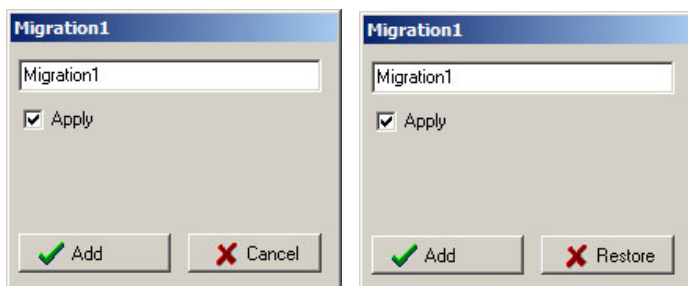 Migration1
Migration1
Apply
Add Cancel
Migration1
Migration1
Apply
Add Restore